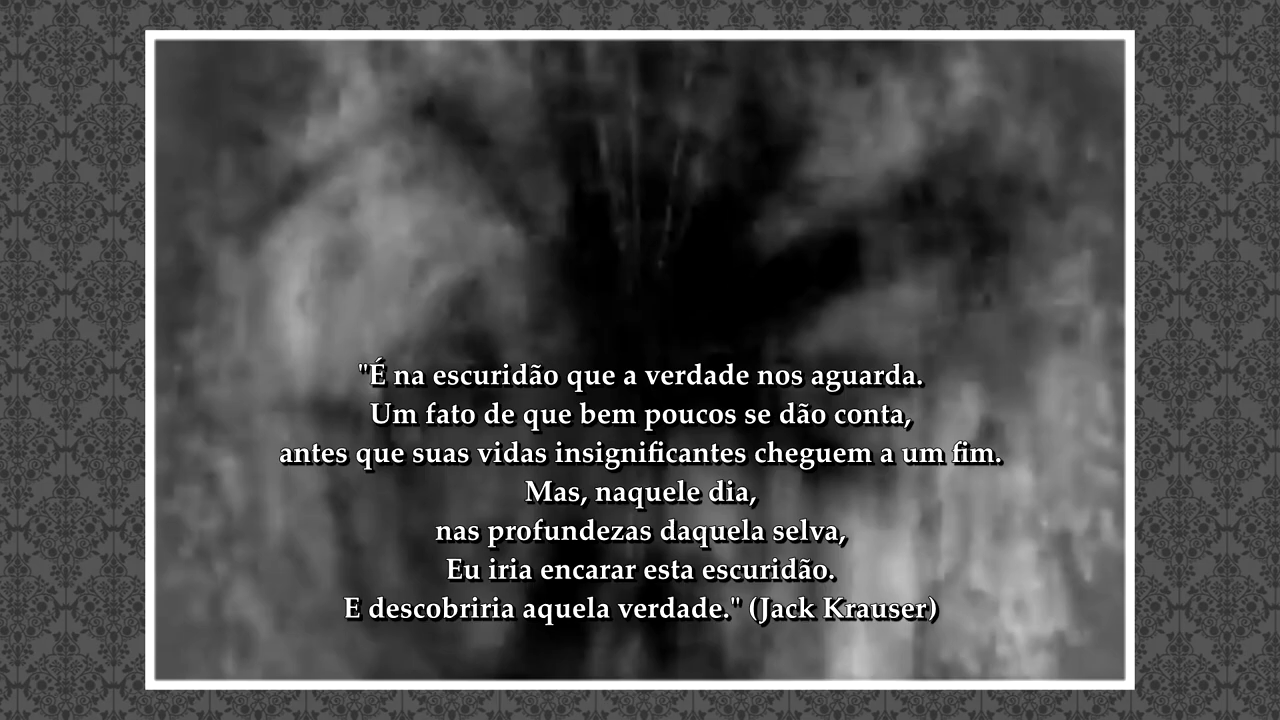 "É na escuridão que a verdade nos aguarda.
Um fato de que bem poucos se dão conta,
antes que suas vidas insignificantes cheguem a um fim.
Mas, naquele dia,
nas profundezas daquela selva,
Eu iria encarar esta escuridão.
E descobriria aquela verdade." (Jack Krauser)